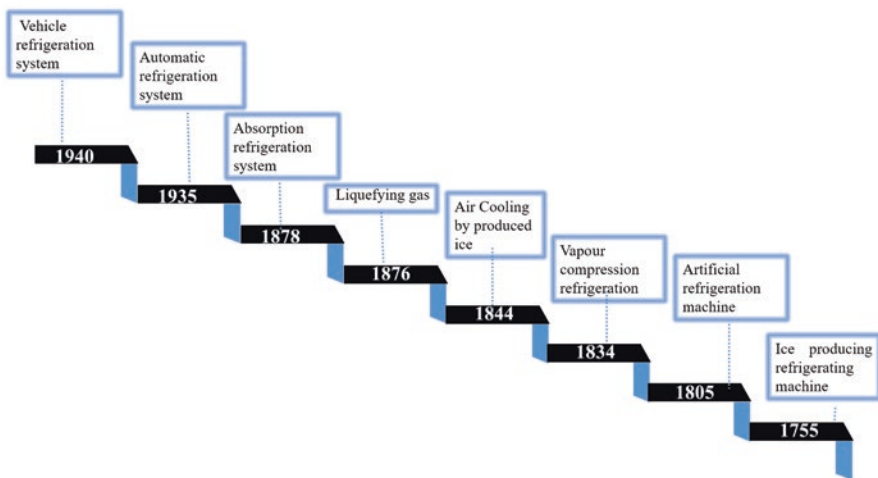 Vehicle
refrigeration
system
1940
Automatic
refrigeration
system
1935
Absorption
refrigeration
system
1878
Liquefying gas
1876
Air Cooling
by produced
ice
1844
Vapour
compression
refrigeration
1834
Artificial
refrigeration
machine
1805
Ice producing
refrigerating
machine
1755